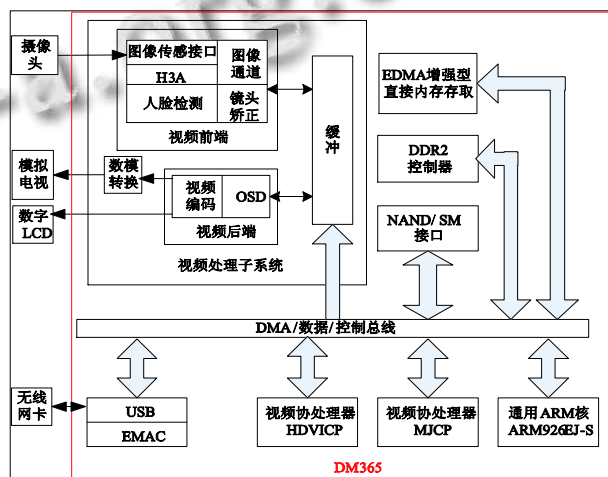 摄像头
图像传感接口
H3A
人脸检测
图像通道
镜头矫正
视频前端
缓冲
模拟电视
数模转换
视频编码
OSD
数字LCD
视频后端
视频处理子系统
EDMA增强型
直接内存存取
DDR2
控制器
NAND/ SM
接口
DMA/数据/控制总线
无线网卡
USB
EMAC
视频协处理器
HDVICP
视频协处理器
MJCP
通用ARM核
ARM926EJ-S
DM365